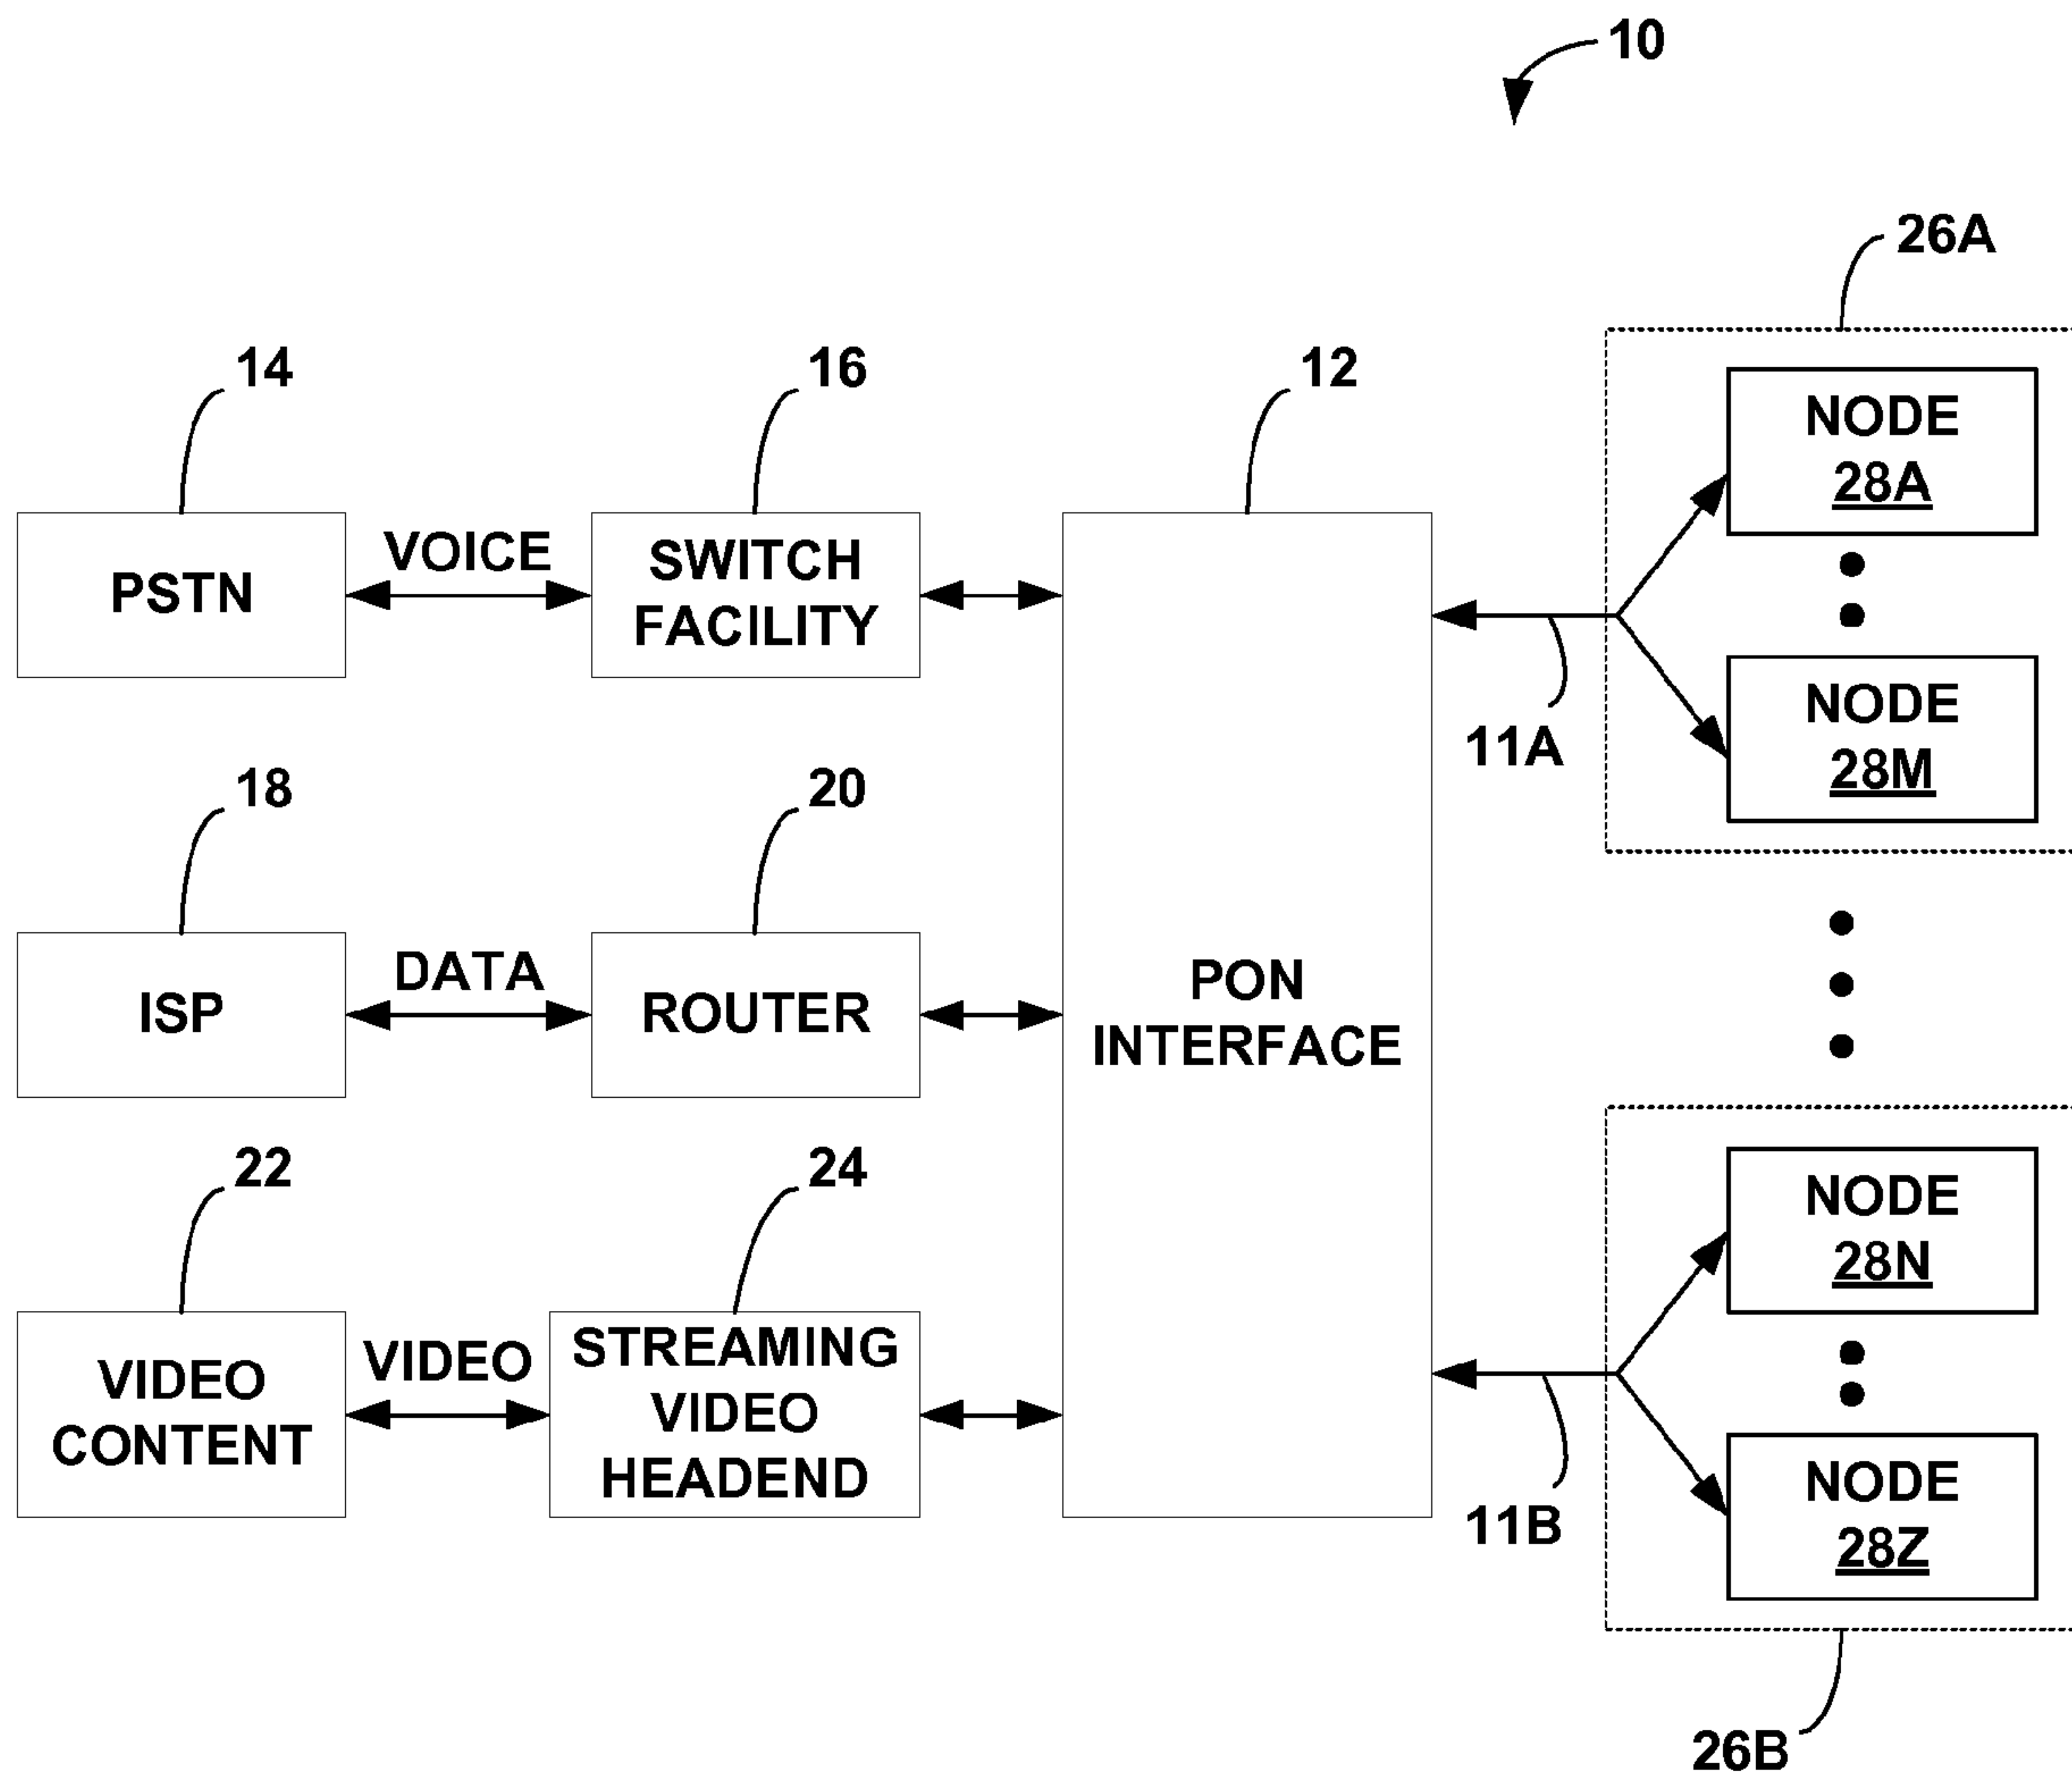 10
26A
14
16
12
NODE
28A
PSTN
VOICE
SWITCH
FACILITY
11A
NODE
28M
18
20
ISP
DATA
ROUTER
PON
INTERFACE
22
24
NODE
28N
VIDEO
CONTENT
VIDEO
STREAMING
VIDEO
HEADEND
11B
NODE
28Z
26B